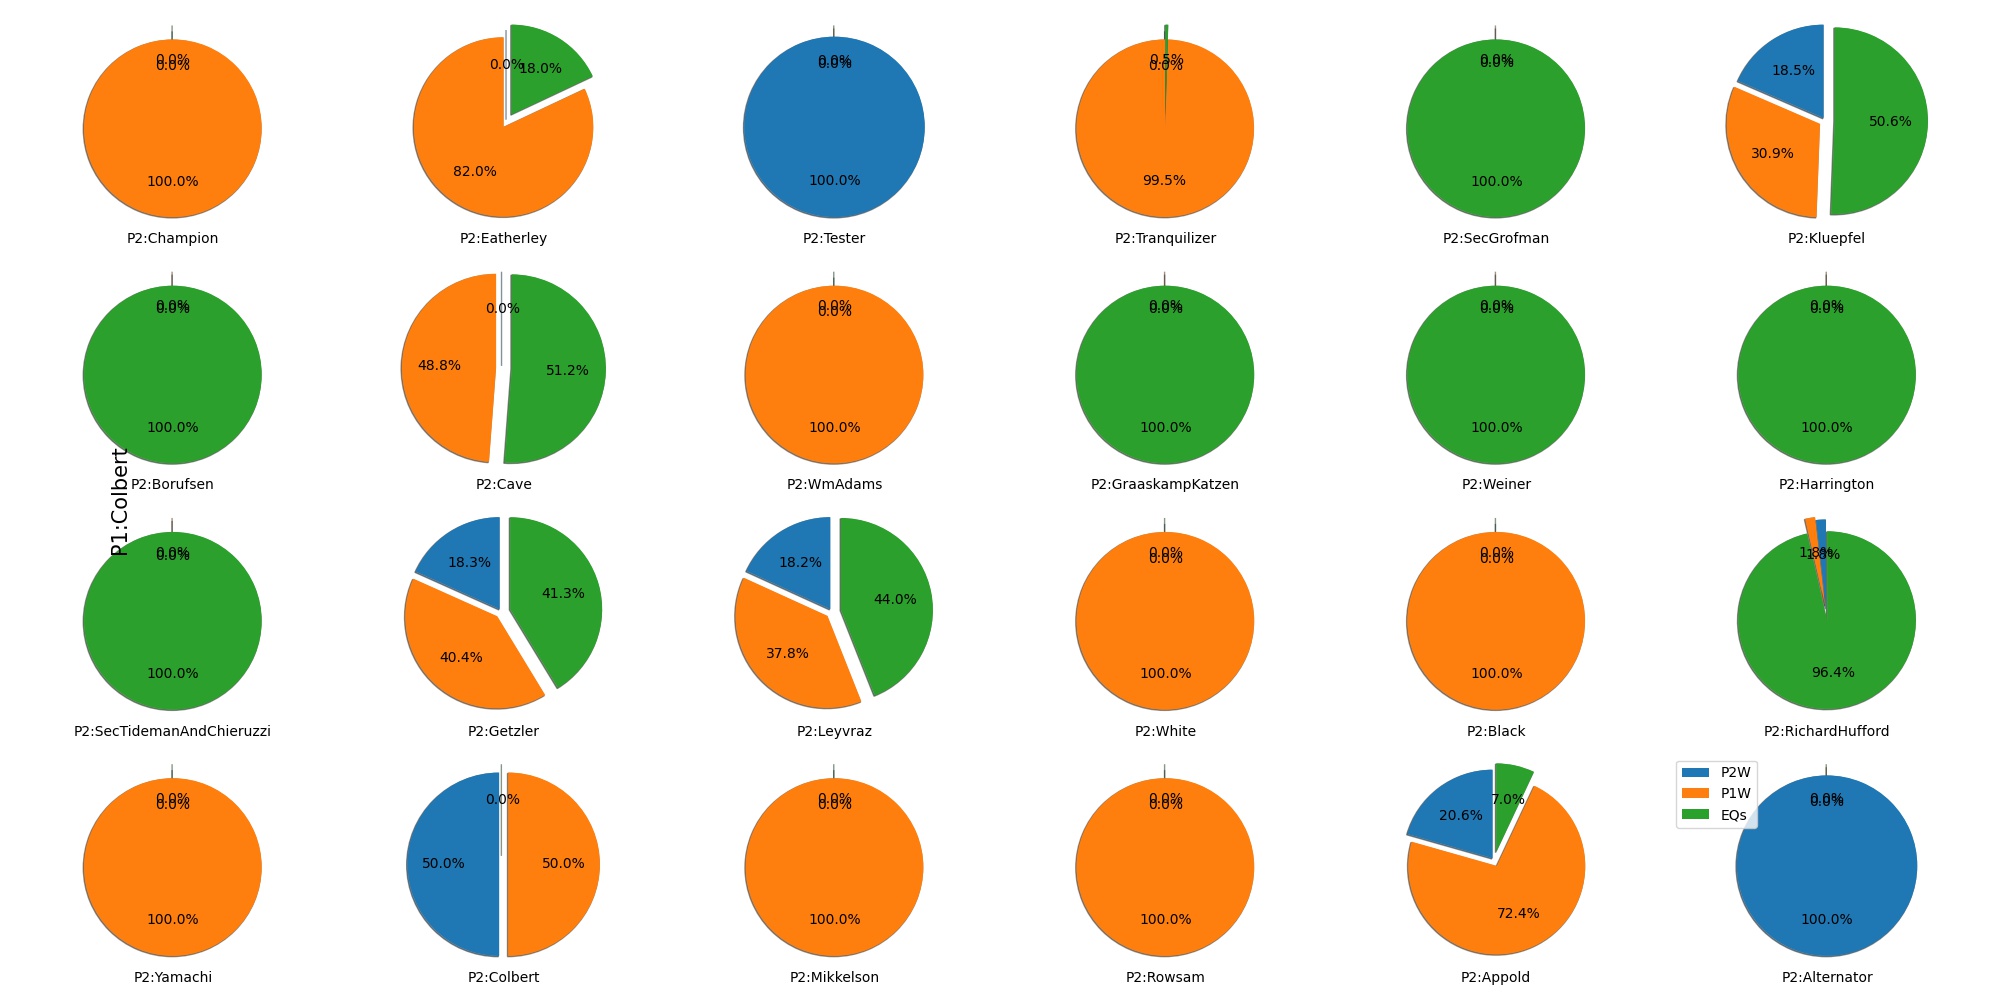 0.0%
0.0%
100.0%
P2:Champion
0.0%
18.0%
82.0%
P2:Eatherley
0.0%
0.0%
100.0%
P2:Tester
0.5%
0.0%
99.5%
P2:Tranquilizer
0.0%
0.0%
100.0%
P2:SecGrofman
18.5%
50.6%
30.9%
P2:Kluepfel
0.0%
0.0%
100.0%
P2:Borufsen
0.0%
48.8%
51.2%
P2:Cave
0.0%
0.0%
100.0%
P2:WmAdams
0.0%
0.0%
100.0%
P2:GraaskampKatzen
0.0%
0.0%
100.0%
P2:Weiner
0.0%
0.0%
100.0%
P2:Harrington
P1:Colbert
0.0%
0.0%
100.0%
P2:SecTidemanAndChieruzzi
18.3%
41.3%
40.4%
P2:Getzler
18.2%
44.0%
37.8%
P2:Leyvraz
0.0%
0.0%
100.0%
P2:White
0.0%
0.0%
100.0%
P2:Black
1.8%
1.8%
96.4%
P2:RichardHufford
0.0%
0.0%
100.0%
P2:Yamachi
0.0%
50.0%
50.0%
P2:Colbert
0.0%
0.0%
100.0%
P2:Mikkelson
0.0%
0.0%
100.0%
P2:Rowsam
7.0%
20.6%
72.4%
P2:Appold
P2W
P1W
EQs
0.0%
0.0%
100.0%
P2:Alternator